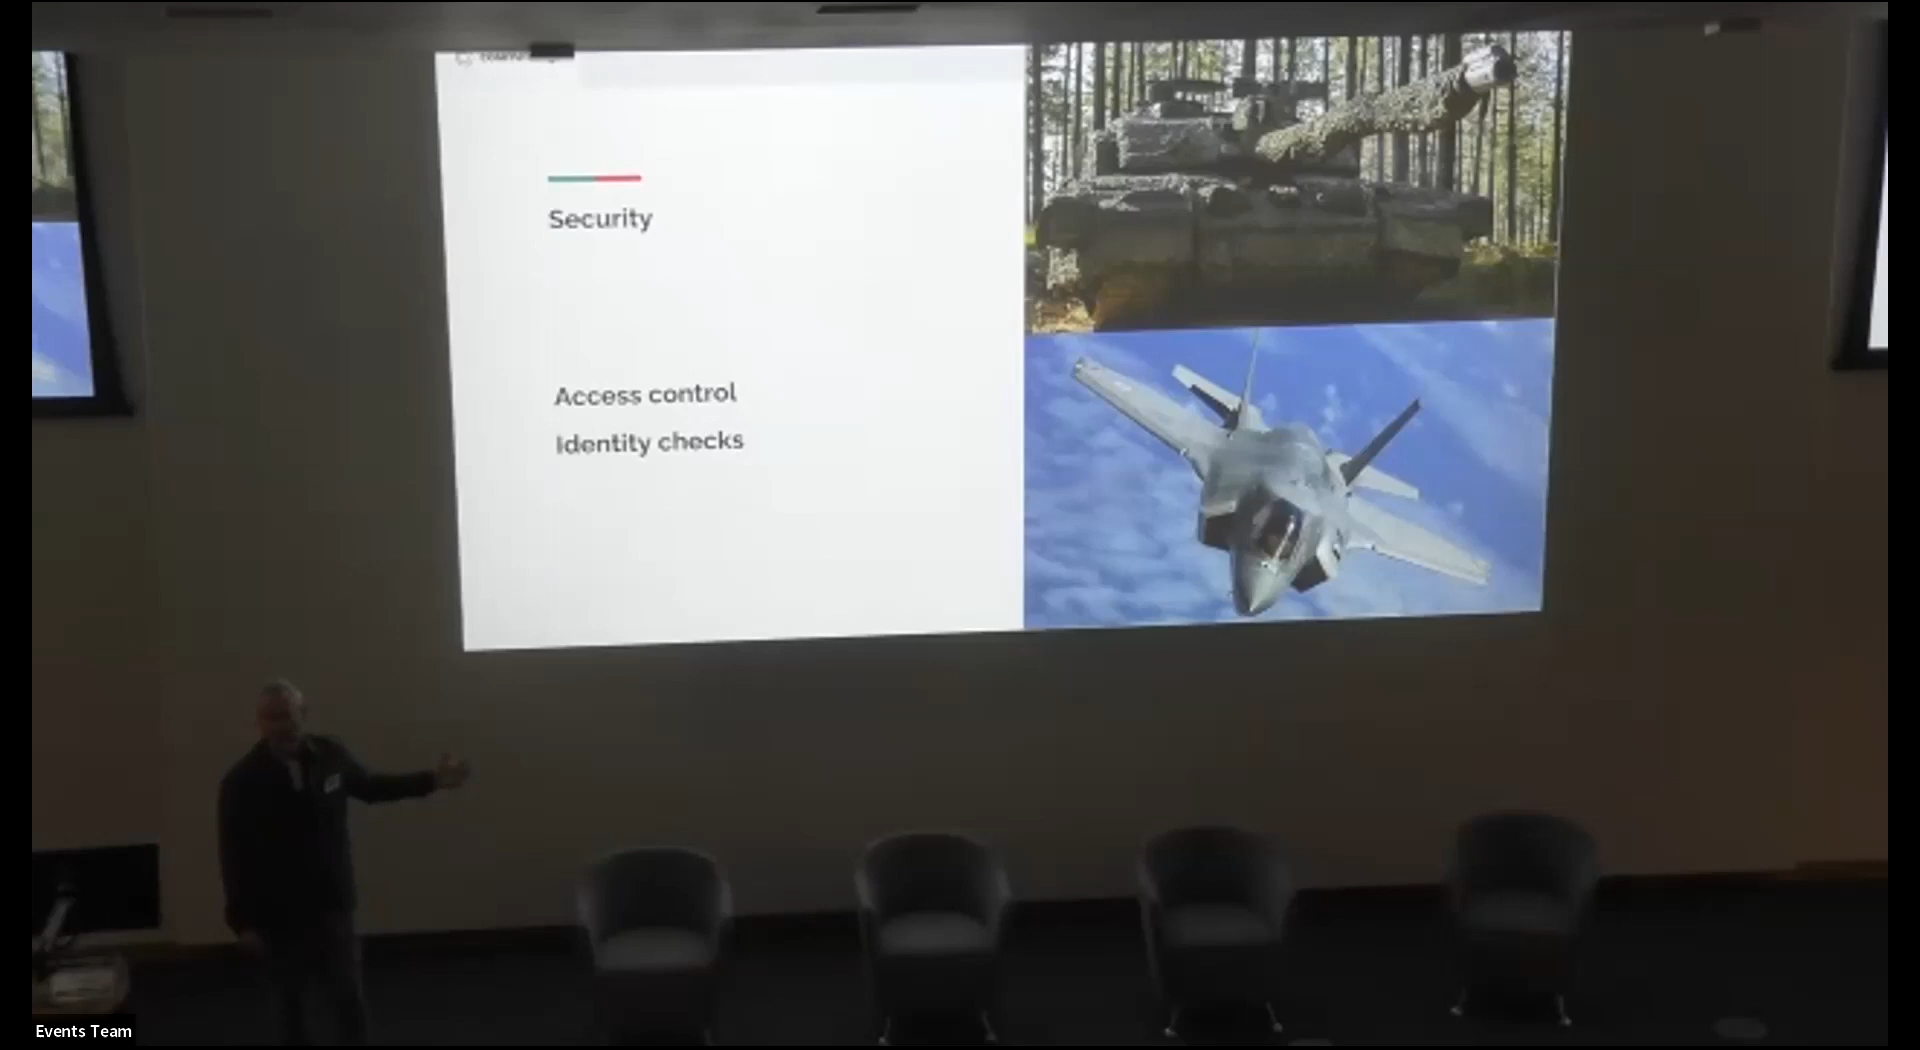 Security
Access control
Identity checks
Events Team